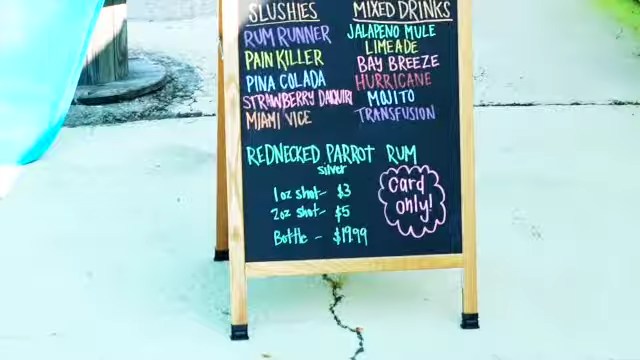 SLUSHIES
RUM RUNNER
PAIN KILLER
PINA COLADA
STRAWBERRY DAIQUIRI
MIAMI VICE
MIXED DRINKS
JALAPENO MULE
LIMEADE
BAY BREEZE
HURRICANE
MOJITO
TRANSFUSION
REDNECKED PARROT RUM
silver
1oz shot- $3
2oz shot- $5
Bottle - $19.99
Card
only!